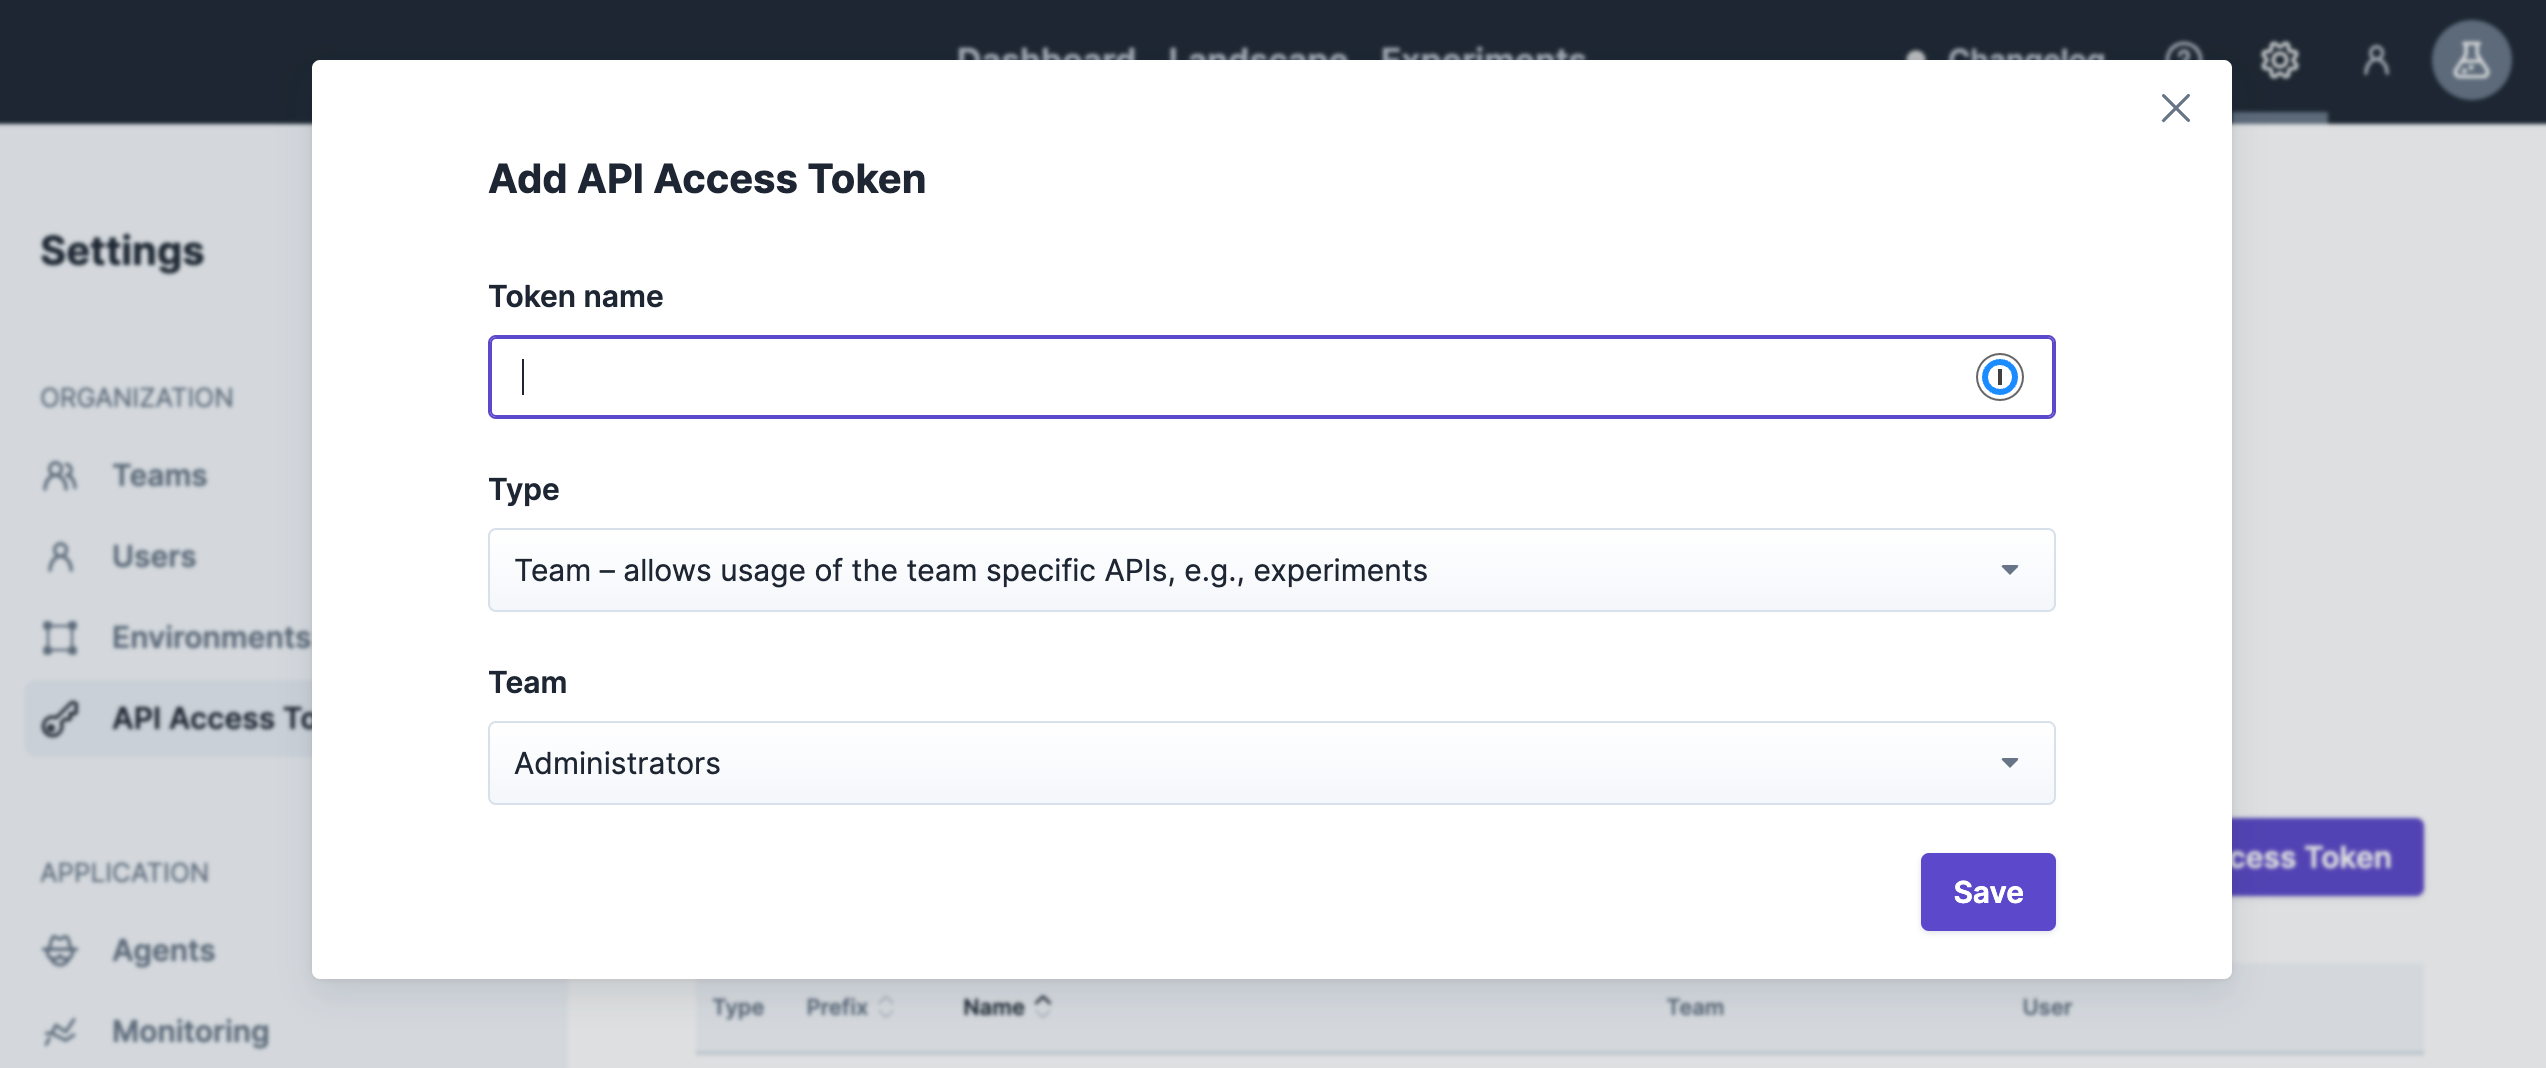 Dashboard Landscape Experiments Changelog
Add API Access Token
Settings
Token name
ORGANIZATION
Teams
Type
Users
Team – allows usage of the team specific APIs, e.g., experiments
Environments
Team
API Access To
Administrators
cess Token
APPLICATION
Save
Agents
Type Prefix Name Team User
Monitoring